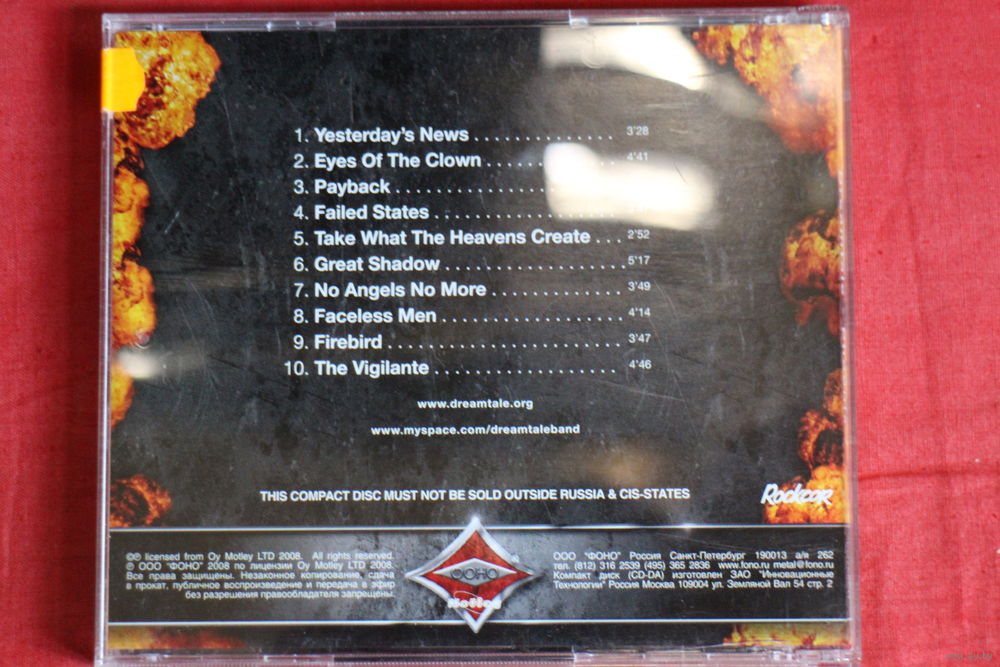 1. Yesterday's News . . . . . . . . . . . . . . 3'28
2. Eyes Of The Clown . . . . . . . . . . . . . 4'41
3. Payback . . . . . . . . . . . . . . .
4. Failed States . . . . . . . . . . . . . . . . .
5. Take What The Heavens Create . . . 2'52
6. Great Shadow . . . . . . . . . . . . . . . . . . 5'17
7. No Angels No More . . . . . . . . . . . . . 3'49
8. Faceless Men . . . . . . . . . . . . . . . . . . 4'14
9. Firebird . . . . . . . . . . . . . . . . . . . . . . . 3'47
10. The Vigilante . . . . . . . . . . . . . . . . . . 4'46
www.dreamtale.org
www.myspace.com/dreamtaleband
THIS COMPACT DISC MUST NOT BE SOLD OUTSIDE RUSSIA & CIS-STATES
Rockzar
©℗ licensed from Oy Motley LTD 2008. All rights reserved.
℗ ООО "ФОНО" 2008 по лицензии Oy Motley LTD 2008.
Все права защищены. Незаконное копирование, сдача
в прокат, публичное воспроизведение и передача в эфир
без разрешения правообладателя запрещены.
ФОНО
Motley
ООО "ФОНО" Россия Санкт-Петербург 190013 а/я 262
тел. (812) 316 2539 (495) 365 2836 www.fono.ru metal@fono.ru
Компакт диск (CD-DA) изготовлен ЗАО "Инновационные
Технологии" Россия Москва 109004 ул. Земляной Вал 54 стр. 2